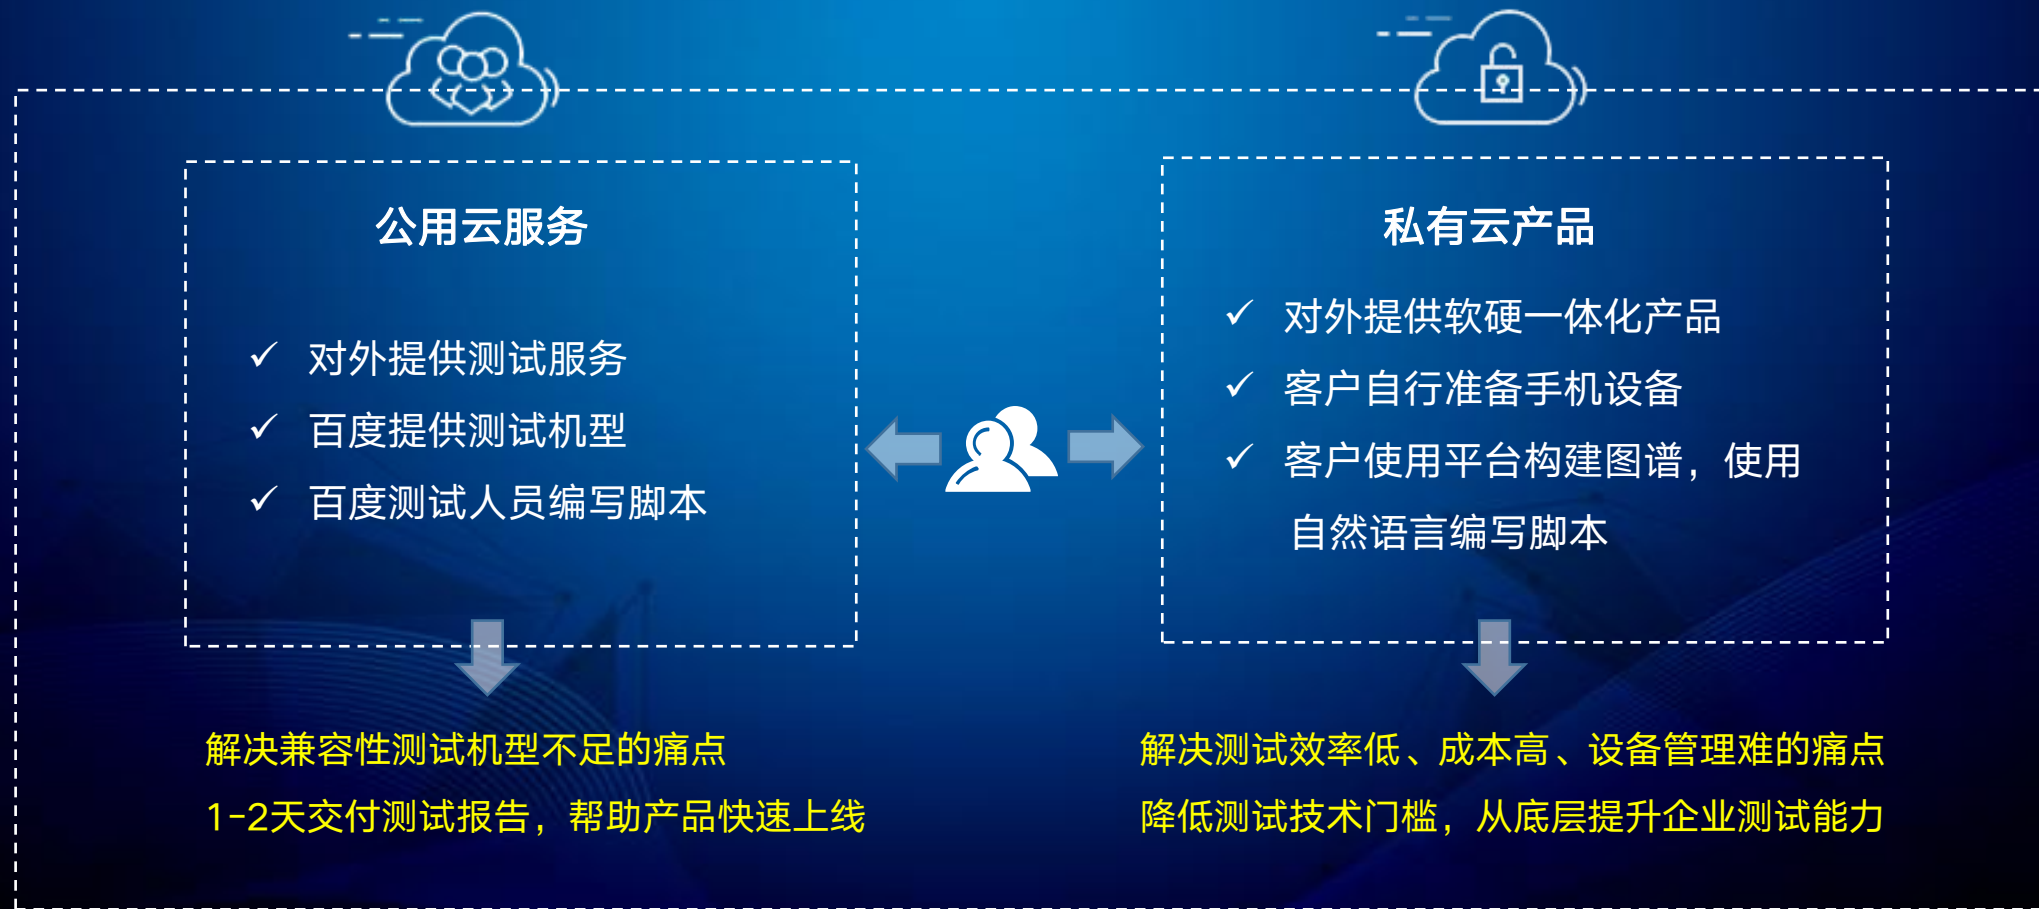 公用云服务
对外提供测试服务
百度提供测试机型
百度测试人员编写脚本
解决兼容性测试机型不足的痛点
1-2天交付测试报告，帮助产品快速上线
私有云产品
对外提供软硬一体化产品
客户自行准备手机设备
客户使用平台构建图谱，使用
自然语言编写脚本
解决测试效率低、成本高、设备管理难的痛点
降低测试技术门槛，从底层提升企业测试能力